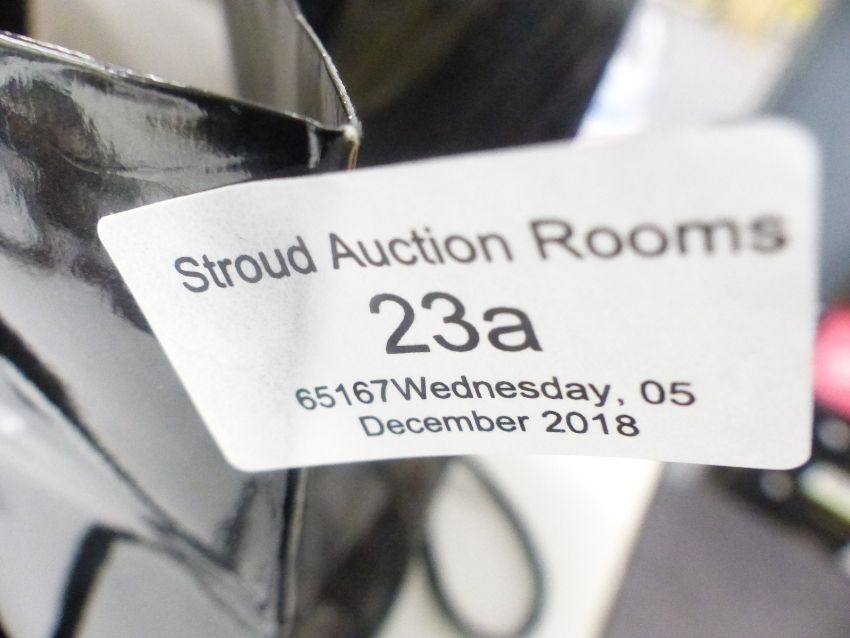 Stroud Auction Rooms
23a
65167Wednesday, 05
December 2018